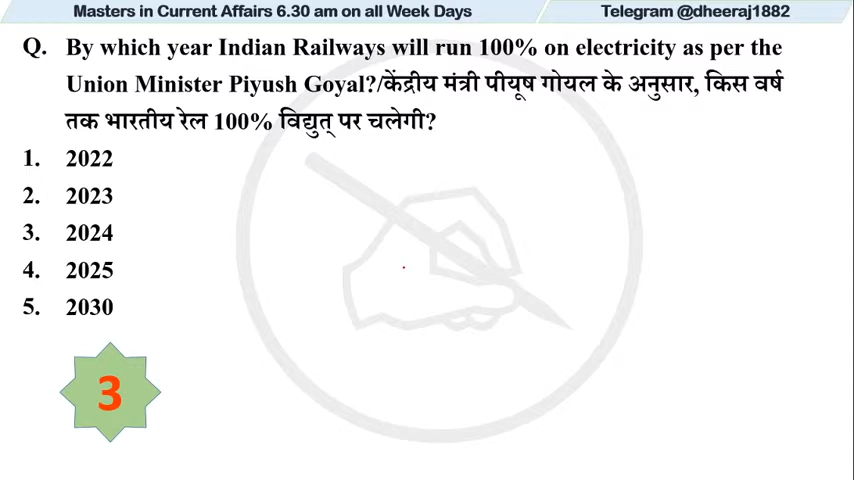 Masters in Current Affairs 6.30 am on all Week Days
Telegram @dheeraj1882
Q. By which year Indian Railways will run 100% on electricity as per the
Union Minister Piyush Goyal?/केंद्रीय मंत्री पीयूष गोयल के अनुसार, किस वर्ष
तक भारतीय रेल 100% विद्युत् पर चलेगी?
1. 2022
2. 2023
3. 2024
4. 2025
5. 2030
3